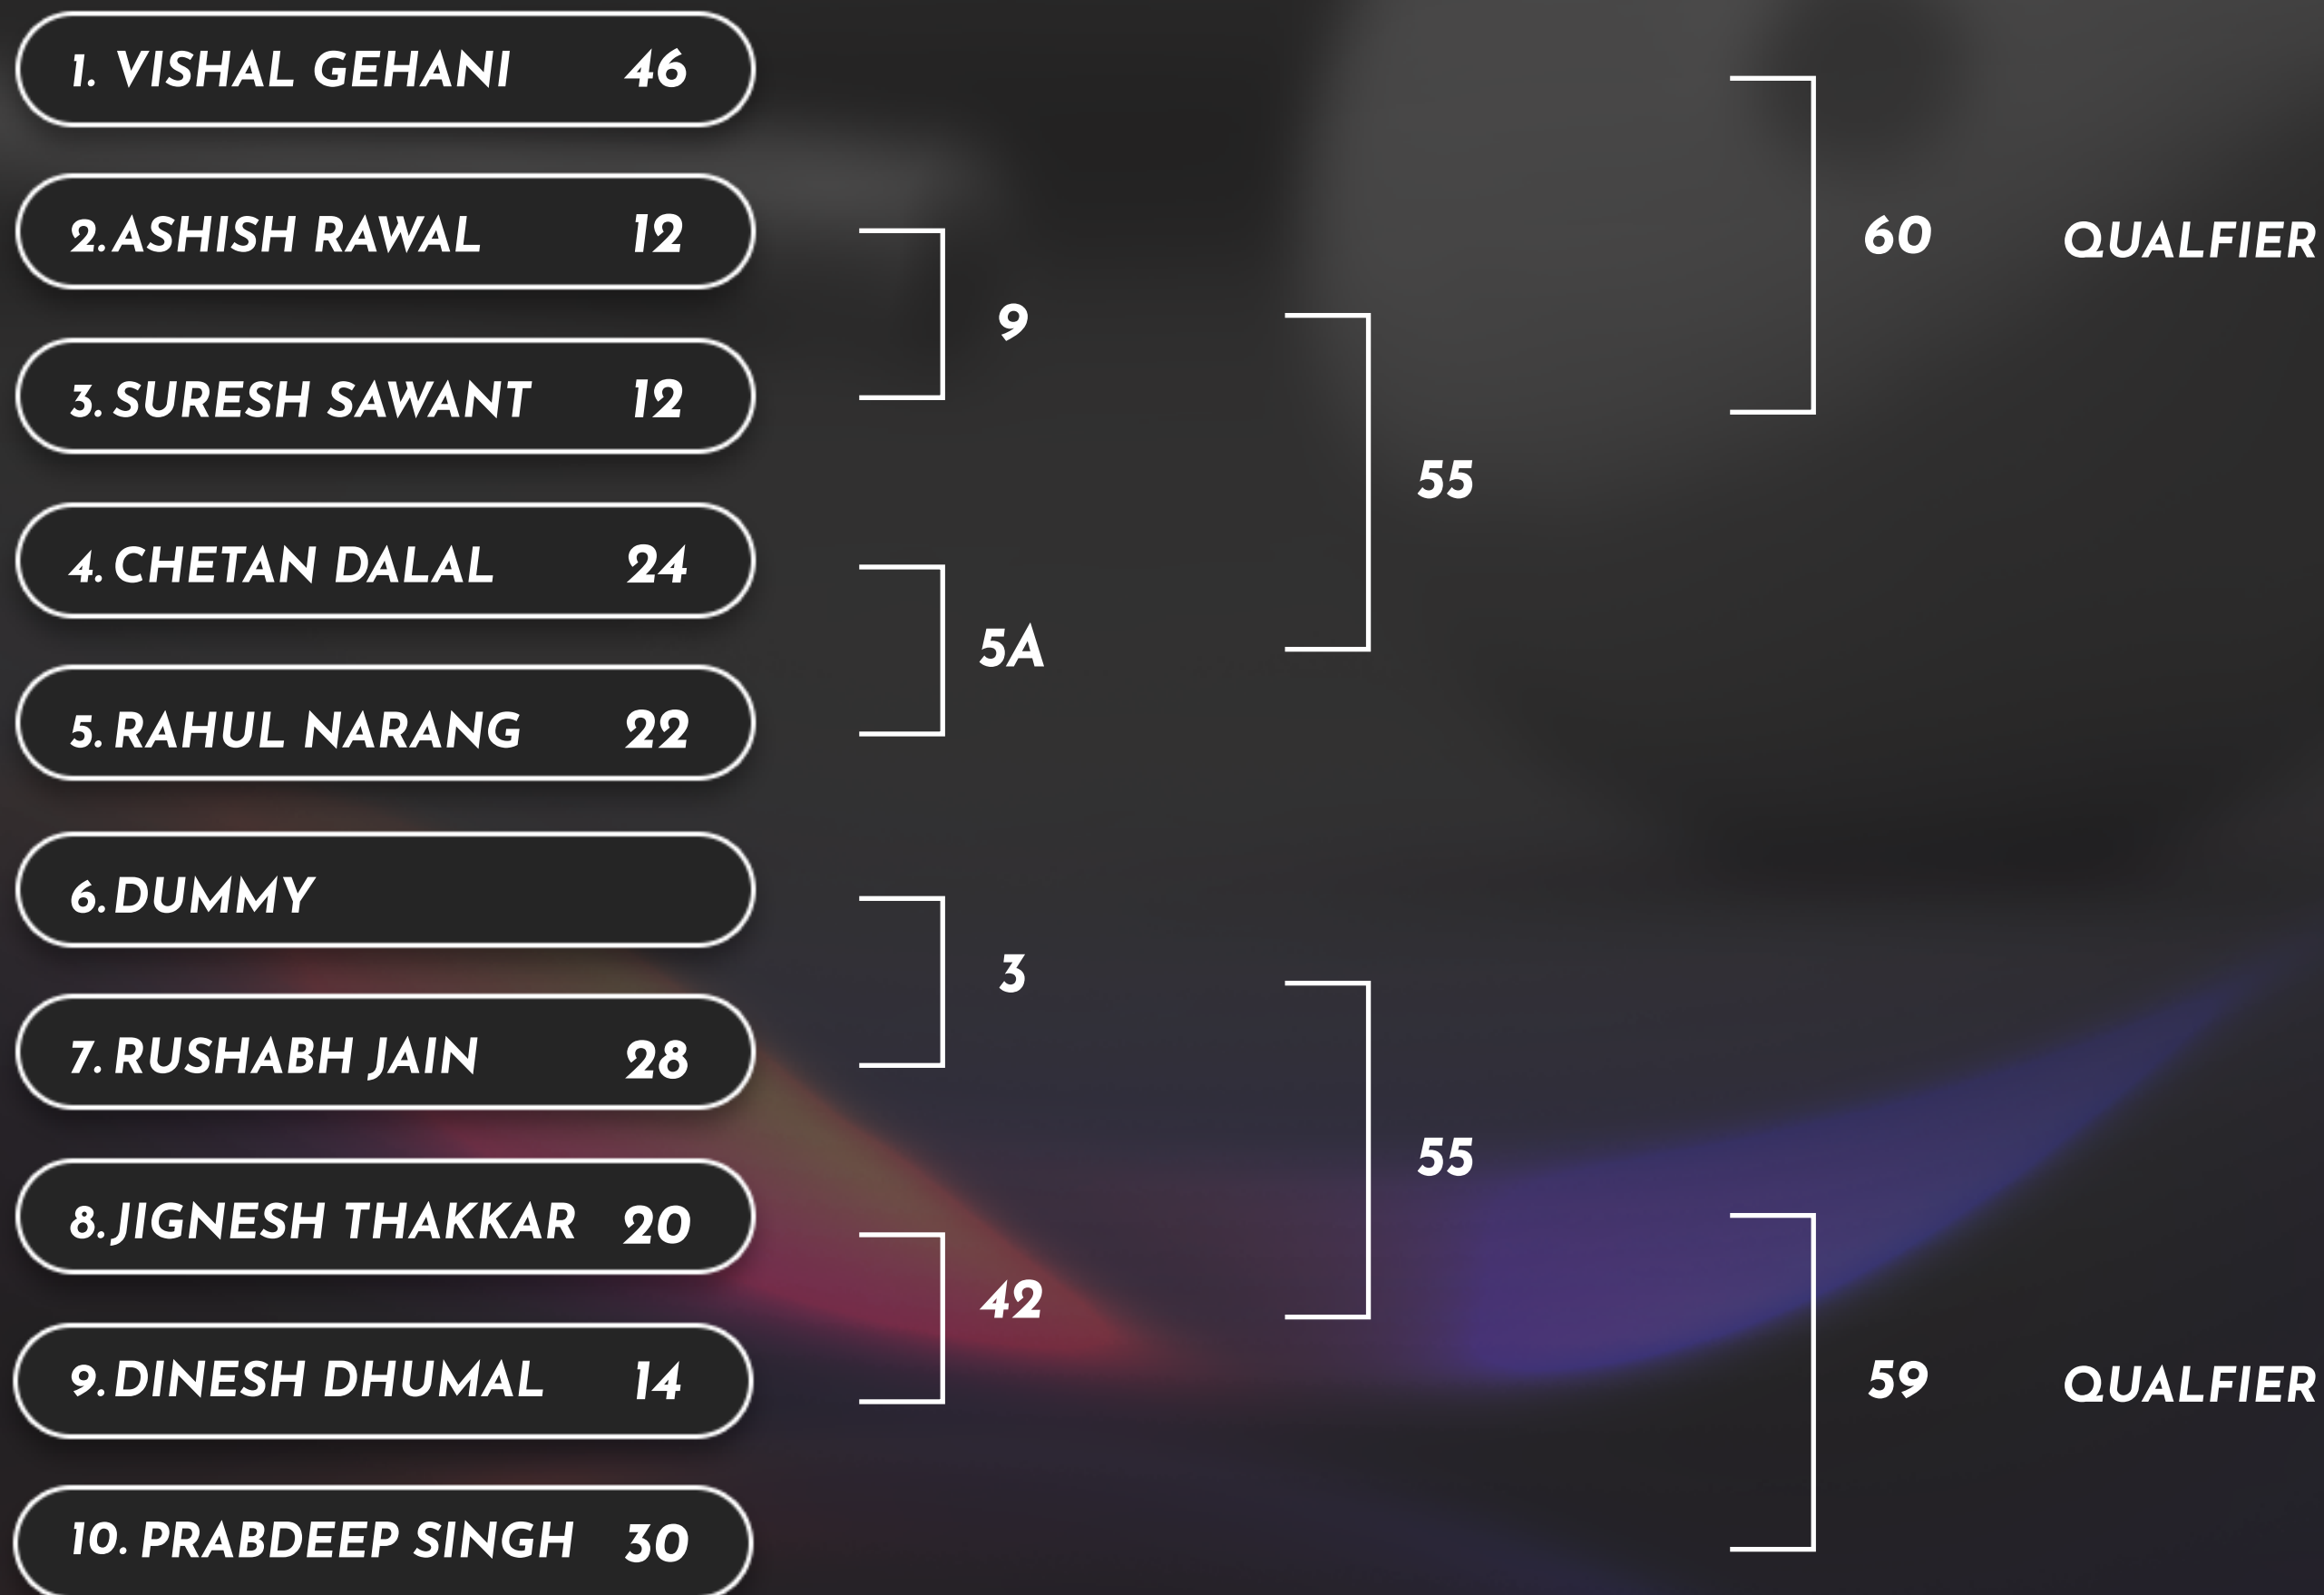 1. VISHAL GEHANI 46
2. ASHISH RAWAL 12
3. SURESH SAWANT 12
4. CHETAN DALAL 24
5. RAHUL NARANG 22
6. DUMMY
7. RUSHABH JAIN 28
8. JIGNESH THAKKAR 20
9. DINESH DHUMAL 14
10. PRABDEEP SINGH 30
9
5A
3
42
55
55
60 QUALFIER
59 QUALFIER